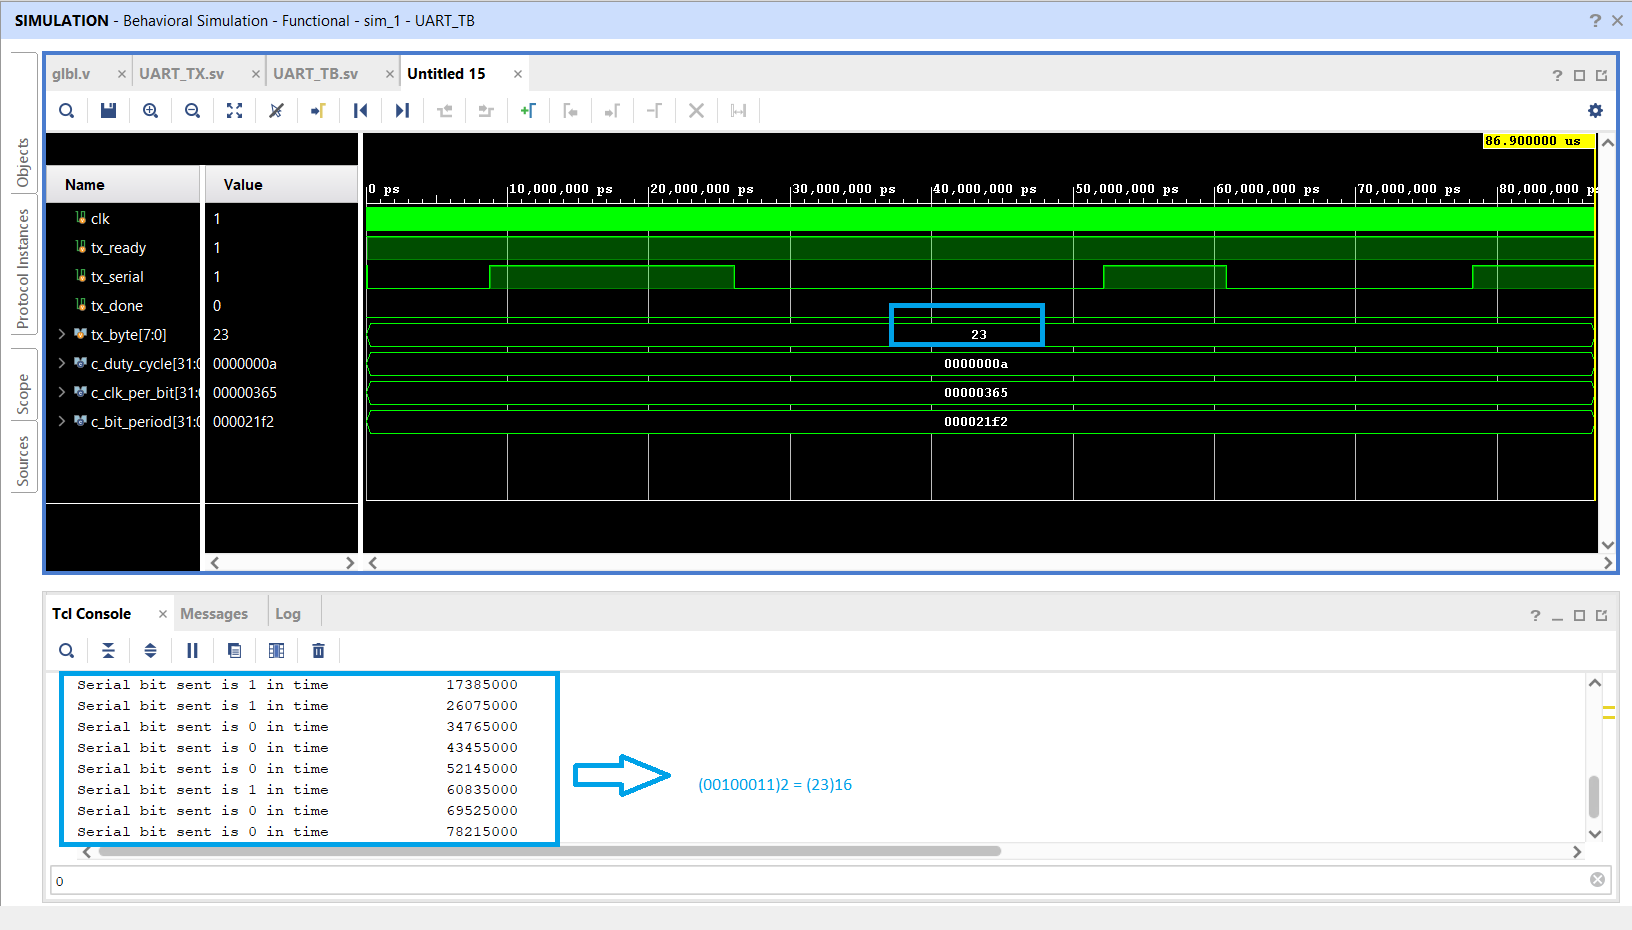 SIMULATION - Behavioral Simulation - Functional - sim_1 - UART_TB
Objects
Protocol Instances
Scope
Sources
glbl.v
UART_TX.sv
UART_TB.sv
Untitled 15
86.900000 us
Name
Value
0 ps
10,000,000 ps
20,000,000 ps
30,000,000 ps
40,000,000 ps
50,000,000 ps
60,000,000 ps
70,000,000 ps
80,000,000 p
clk 1
tx_ready 1
tx_serial 1
tx_done 0
tx_byte[7:0] 23 23
c_duty_cycle[31:0 0000000a 0000000a
c_clk_per_bit[31: 00000365 00000365
c_bit_period[31:0 000021f2 000021f2
Tcl Console
Messages
Log
Serial bit sent is 1 in time 17385000
Serial bit sent is 1 in time 26075000
Serial bit sent is 0 in time 34765000
Serial bit sent is 0 in time 43455000
Serial bit sent is 0 in time 52145000
Serial bit sent is 1 in time 60835000
Serial bit sent is 0 in time 69525000
Serial bit sent is 0 in time 78215000
(00100011)2 = (23)16
0